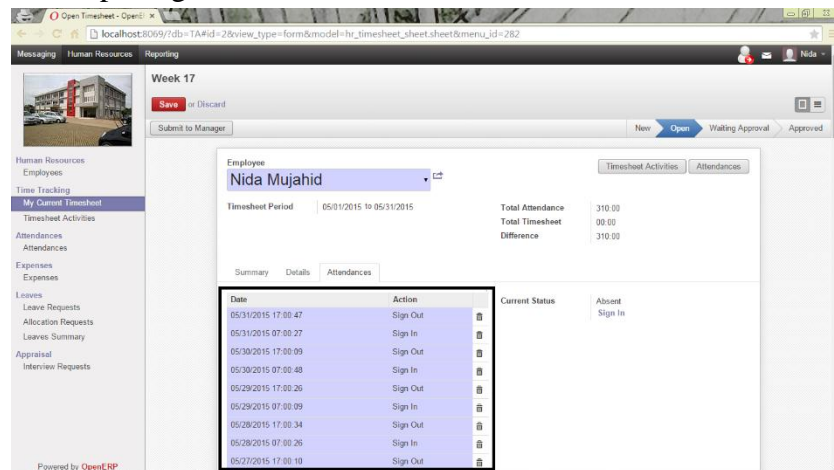 Open Timesheet - OpenE
localhost:8069/?db=TA#id=2&view_type=form&model=hr_timesheet_sheet.sheet&menu_id=282
Messaging Human Resources Reporting
Nida
Week 17
Save or Discard
Submit to Manager
New Open Waiting Approval Approved
Human Resources
Employees
Time Tracking
My Current Timesheet
Timesheet Activities
Attendances
Attendances
Expenses
Expenses
Leaves
Leave Requests
Allocation Requests
Leaves Summary
Appraisal
Interview Requests
Powered by OpenERP
Employee
Nida Mujahid
Timesheet Activities Attendances
Timesheet Period 05/01/2015 to 05/31/2015
Total Attendance 310:00
Total Timesheet 00:00
Difference 310:00
Summary Details Attendances
Date Action
05/31/2015 17:00:47 Sign Out
05/31/2015 07:00:27 Sign In
05/30/2015 17:00:09 Sign Out
05/30/2015 07:00:48 Sign In
05/29/2015 17:00:26 Sign Out
05/29/2015 07:00:09 Sign In
05/28/2015 17:00:34 Sign Out
05/28/2015 07:00:26 Sign In
05/27/2015 17:00:10 Sign Out
Current Status Absent
Sign In